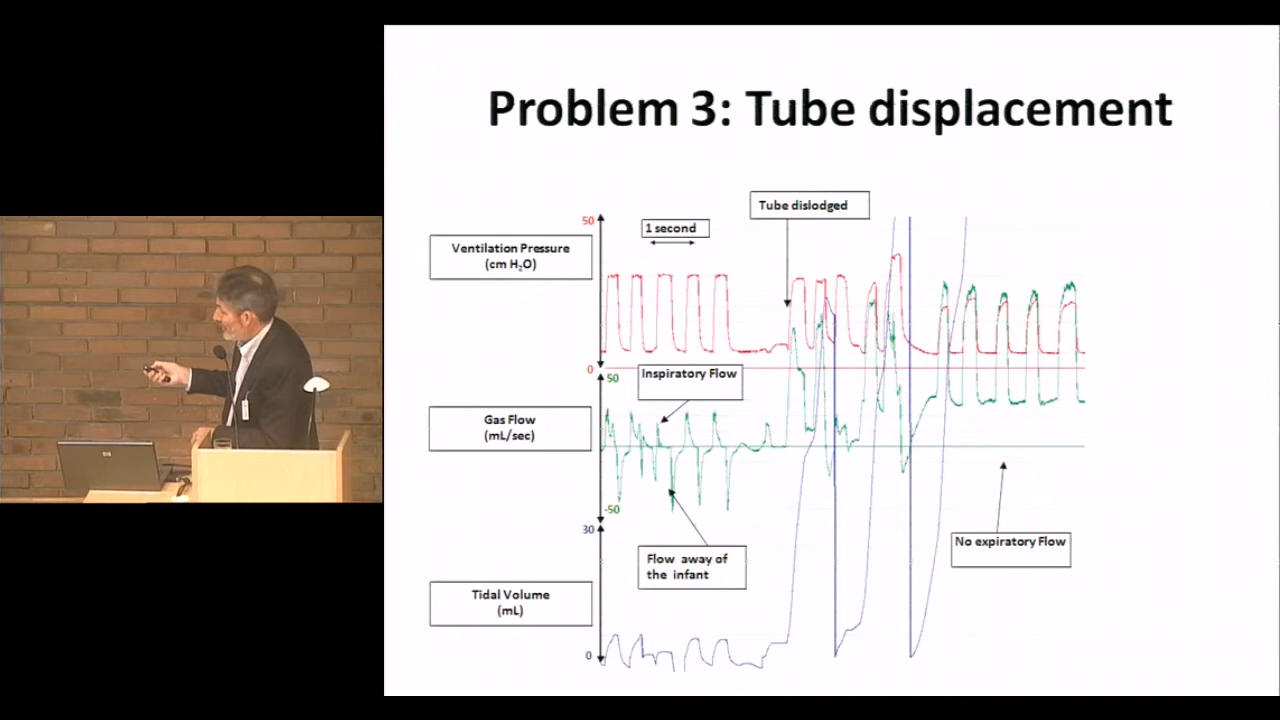 Problem 3: Tube displacement
Tube dislodged
50
1 second
Ventilation Pressure
(cm H₂O)
0
50
Inspiratory Flow
Gas Flow
(mL/sec)
-50
30
No expiratory Flow
Flow away of
the infant
Tidal Volume
(mL)
0
hp